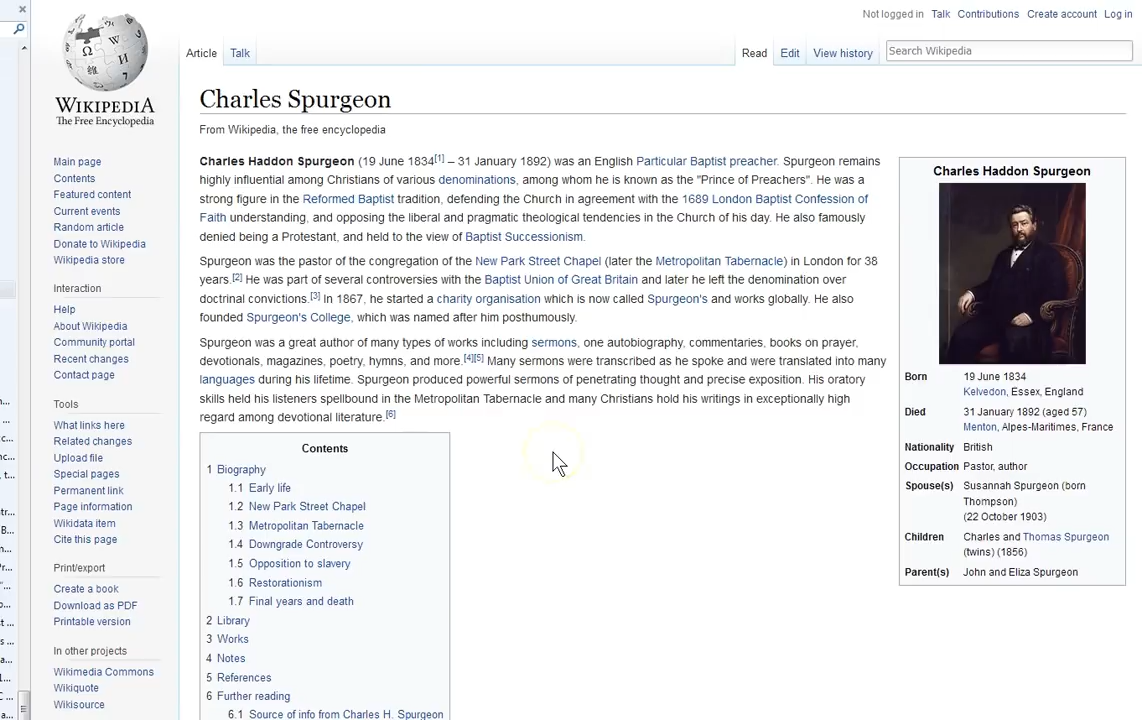 Not logged in Talk Contributions Create account Log in
Article Talk Read Edit View history Search Wikipedia
WIKIPEDIA
The Free Encyclopedia
Main page
Contents
Featured content
Current events
Random article
Donate to Wikipedia
Wikipedia store
Interaction
Help
About Wikipedia
Community portal
Recent changes
Contact page
Tools
What links here
Related changes
Upload file
Special pages
Permanent link
Page information
Wikidata item
Cite this page
Print/export
Create a book
Download as PDF
Printable version
In other projects
Wikimedia Commons
Wikiquote
Wikisource
Charles Spurgeon
From Wikipedia, the free encyclopedia
Charles Haddon Spurgeon (19 June 1834[1] – 31 January 1892) was an English Particular Baptist preacher. Spurgeon remains
highly influential among Christians of various denominations, among whom he is known as the "Prince of Preachers". He was a
strong figure in the Reformed Baptist tradition, defending the Church in agreement with the 1689 London Baptist Confession of
Faith understanding, and opposing the liberal and pragmatic theological tendencies in the Church of his day. He also famously
denied being a Protestant, and held to the view of Baptist Successionism.
Spurgeon was the pastor of the congregation of the New Park Street Chapel (later the Metropolitan Tabernacle) in London for 38
years.[2] He was part of several controversies with the Baptist Union of Great Britain and later he left the denomination over
doctrinal convictions.[3] In 1867, he started a charity organisation which is now called Spurgeon's and works globally. He also
founded Spurgeon's College, which was named after him posthumously.
Spurgeon was a great author of many types of works including sermons, one autobiography, commentaries, books on prayer,
devotionals, magazines, poetry, hymns, and more.[4][5] Many sermons were transcribed as he spoke and were translated into many
languages during his lifetime. Spurgeon produced powerful sermons of penetrating thought and precise exposition. His oratory
skills held his listeners spellbound in the Metropolitan Tabernacle and many Christians hold his writings in exceptionally high
regard among devotional literature.[6]
Contents
1 Biography
1.1 Early life
1.2 New Park Street Chapel
1.3 Metropolitan Tabernacle
1.4 Downgrade Controversy
1.5 Opposition to slavery
1.6 Restorationism
1.7 Final years and death
2 Library
3 Works
4 Notes
5 References
6 Further reading
6.1 Source of info from Charles H. Spurgeon
Charles Haddon Spurgeon
Born 19 June 1834
Kelvedon, Essex, England
Died 31 January 1892 (aged 57)
Menton, Alpes-Maritimes, France
Nationality British
Occupation Pastor, author
Spouse(s) Susannah Spurgeon (born
Thompson)
(22 October 1903)
Children Charles and Thomas Spurgeon
(twins) (1856)
Parent(s) John and Eliza Spurgeon